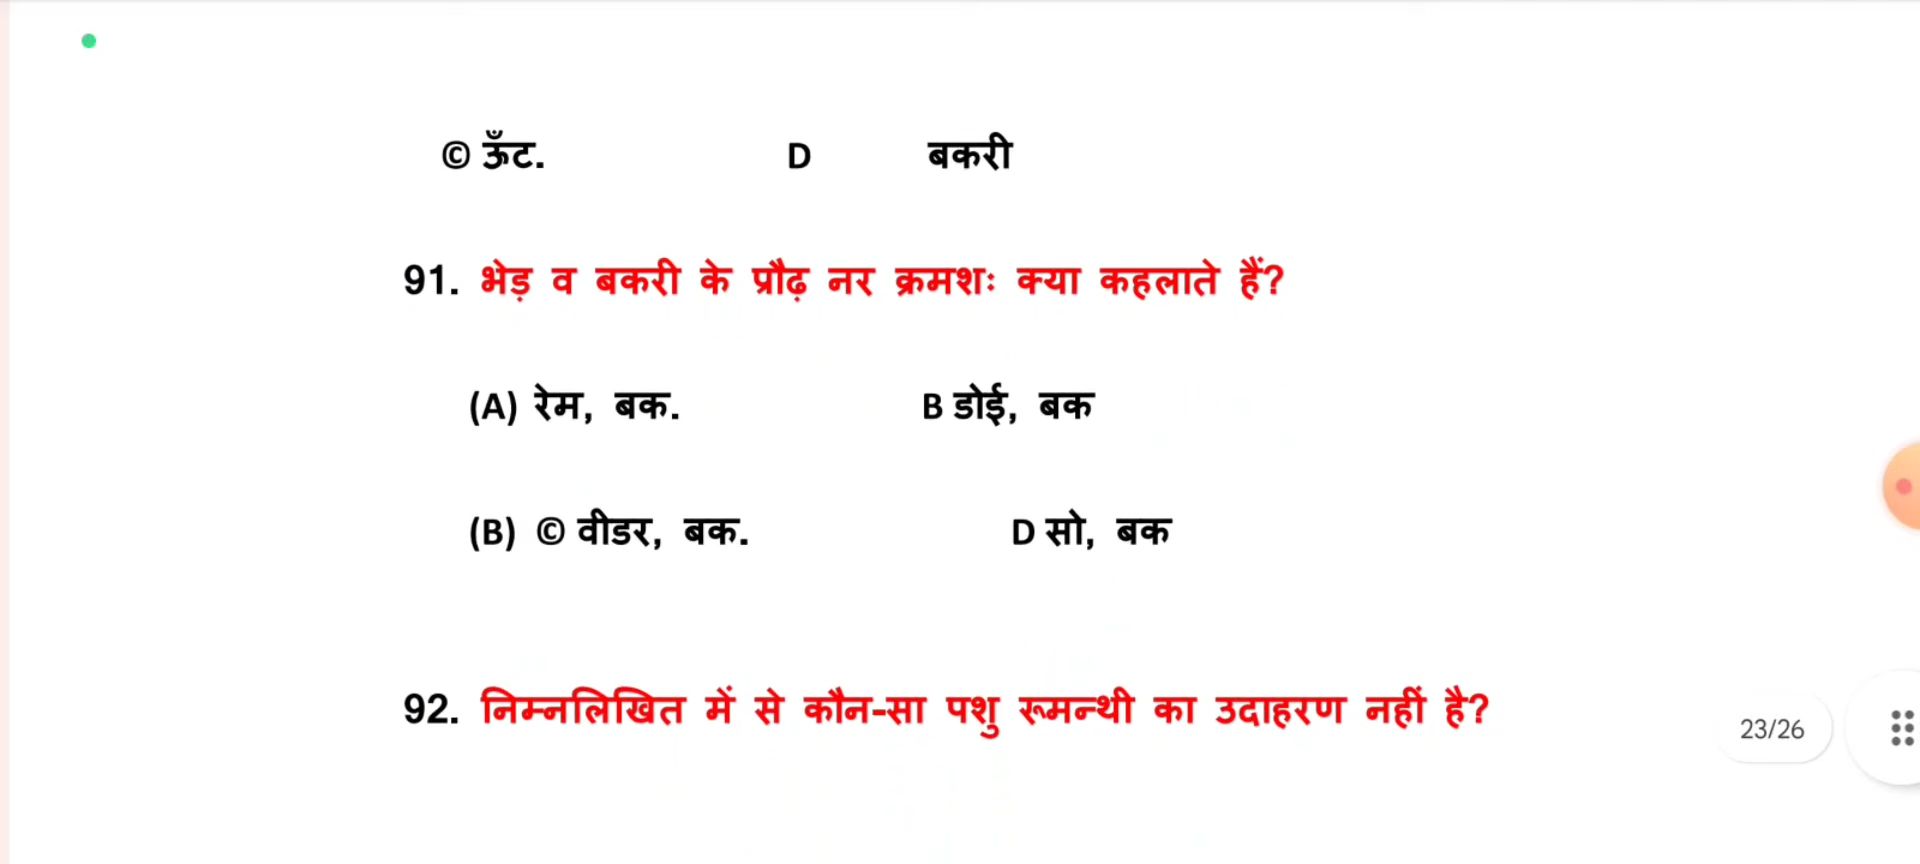 © ऊँट. D बकरी
91. भेड़ व बकरी के प्रौढ़ नर क्रमशः क्या कहलाते हैं?
(A) रेम, बक. B डोई, बक
(B) © वीडर, बक. D सो, बक
92. निम्नलिखित में से कौन-सा पशु रूमन्थी का उदाहरण नहीं है?
23/26